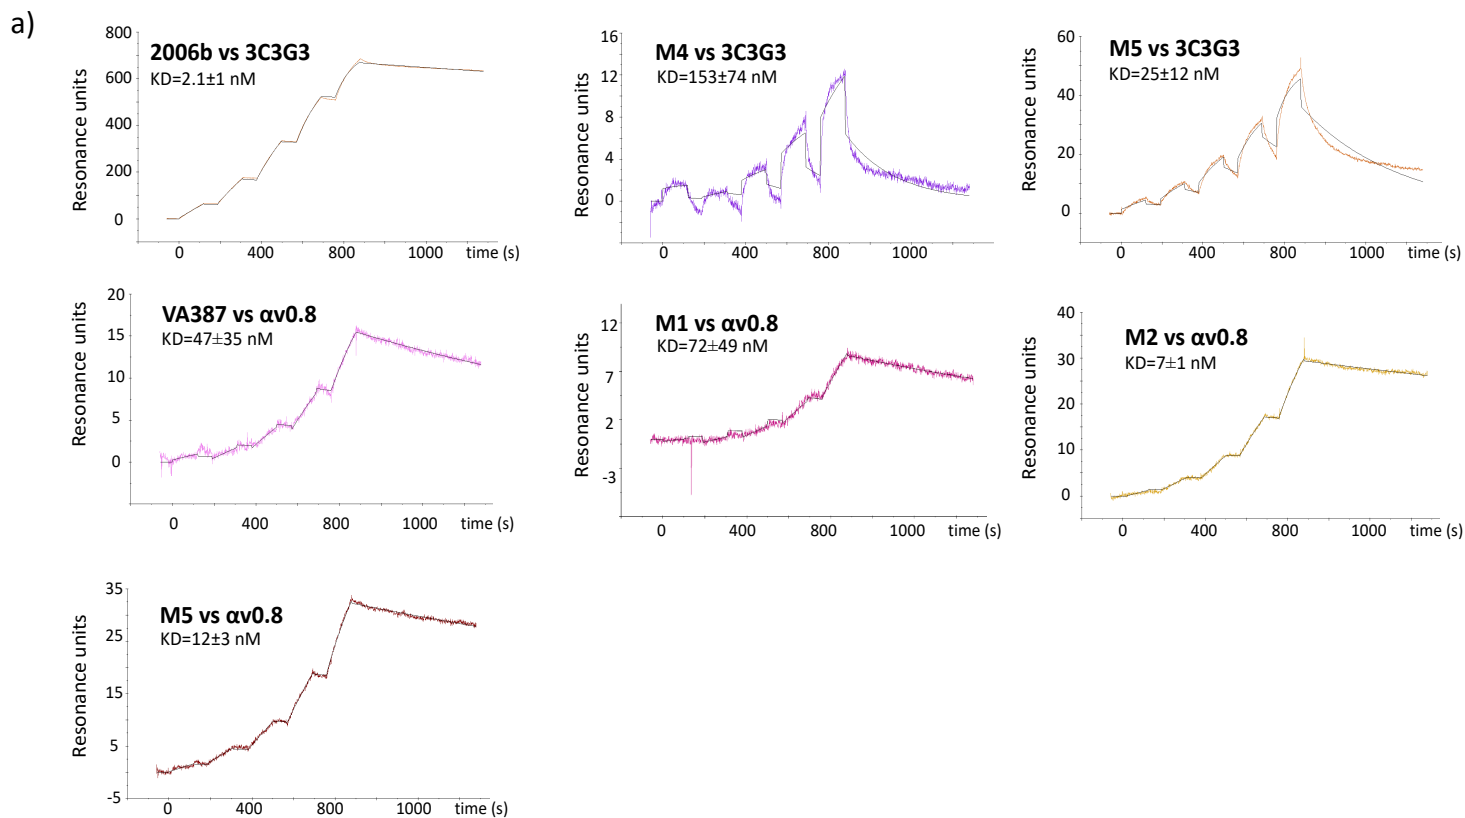 a)
2006b vs 3C3G3
KD=2.1±1 nM
Resonance units
800
600
400
200
0
0 400 800 1000 time (s)
M4 vs 3C3G3
KD=153±74 nM
Resonance units
16
12
8
4
0
0 400 800 1000
M5 vs 3C3G3
KD=25±12 nM
Resonance units
60
40
20
0
0 400 800 1000 time (s)
VA387 vs αv0.8
KD=47±35 nM
Resonance units
20
15
10
5
0
0 400 800 1000 time (s)
M1 vs αv0.8
KD=72±49 nM
Resonance units
12
7
2
-3
0 400 800 1000 time (s)
M2 vs αv0.8
KD=7±1 nM
Resonance units
40
30
20
10
0
0 400 800 1000 time (s)
M5 vs αv0.8
KD=12±3 nM
Resonance units
35
25
15
5
-5
0 400 800 1000 time (s)